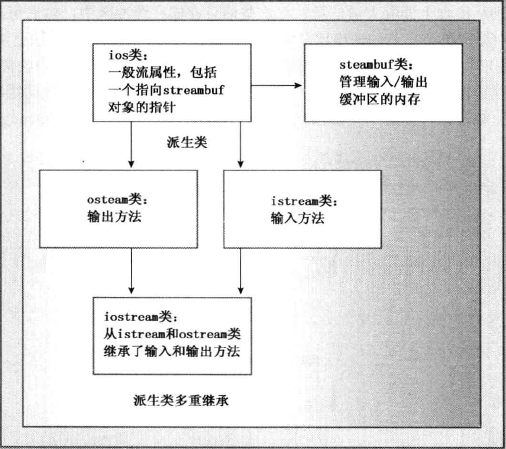 ios类:
一般流属性，包括
一个指向streambuf
对象的指针
steambuf类:
管理输入/输出
缓冲区的内存
派生类
osteam类:
输出方法
istream类:
输入方法
iostream类:
从istream和ostream类
继承了输入和输出方法
派生类多重继承